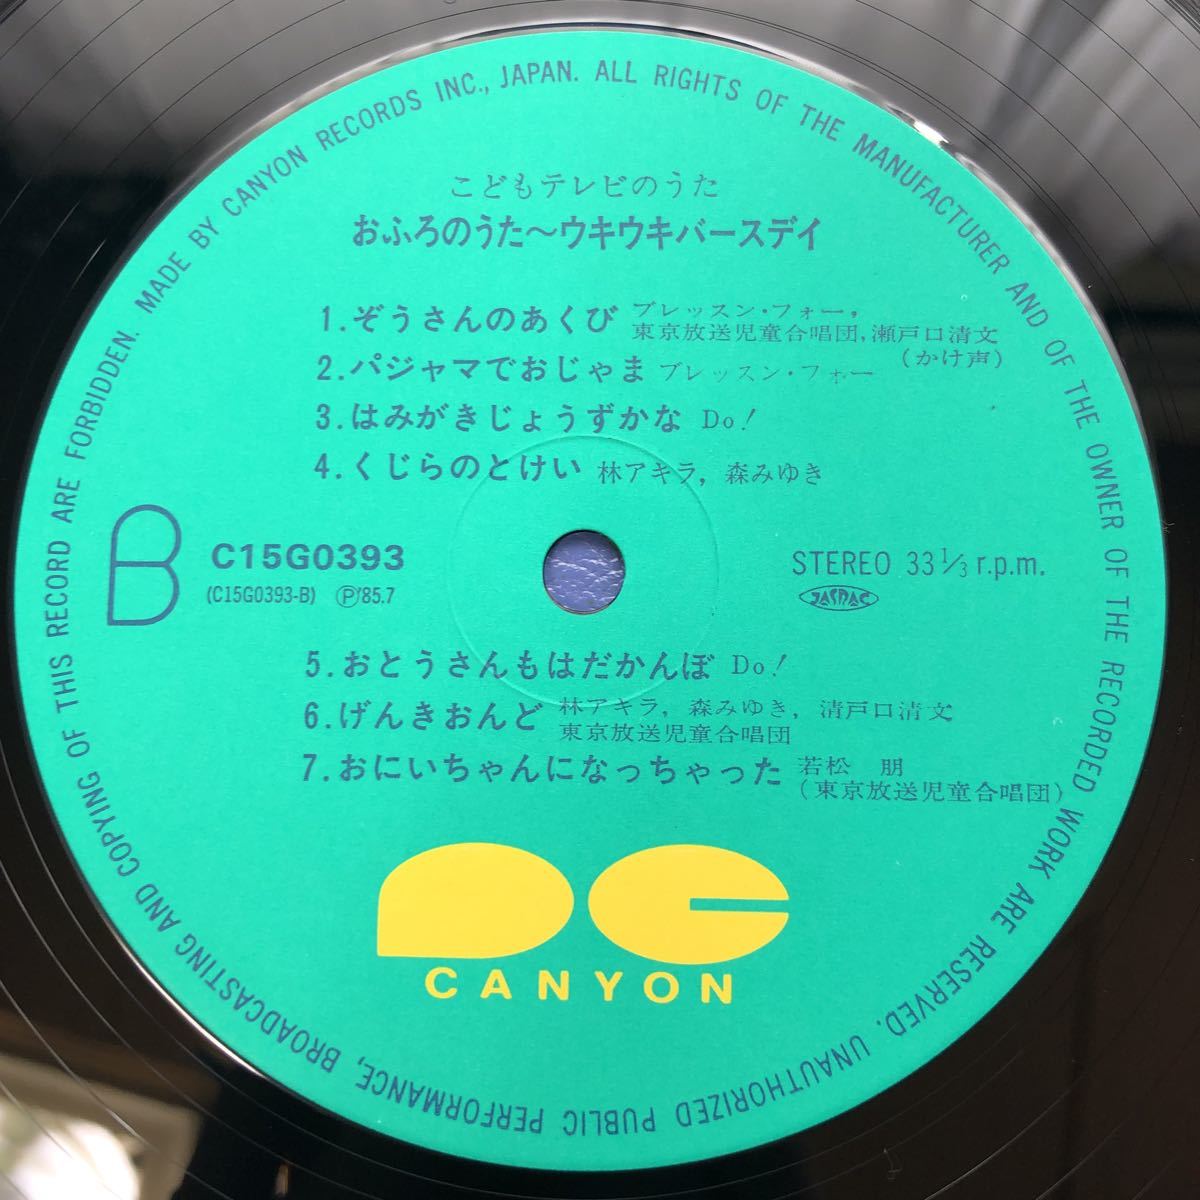 MADE BY CANYON RECORDS INC., JAPAN. ALL RIGHTS OF THE MANUFACTURER AND OF THE OWNER OF THE RECORDED WORK ARE RESERVED. UNAUTHORIZED PUBLIC PERFORMANCE, BROADCASTING AND COPYING OF THIS RECORD ARE FORBIDDEN.
こどもテレビのうた
おふろのうた〜ウキウキバースデイ
1.ぞうさんのあくび ブレッスン・フォー,
東京放送児童合唱団,瀬戸口清文
(かけ声)
2.パジャマでおじゃま ブレッスン・フォー
3.はみがきじょうずかな Do!
4.くじらのとけい 林アキラ,森みゆき
B
C15G0393
(C15G0393-B) Ⓟ'85.7
STEREO 33 1/3 r.p.m.
JASRAC
5.おとうさんもはだかんぼ Do!
6.げんきおんど 林アキラ,森みゆき,清戸口清文
東京放送児童合唱団
7.おにいちゃんになっちゃった 若松 朋
(東京放送児童合唱団)
CANYON